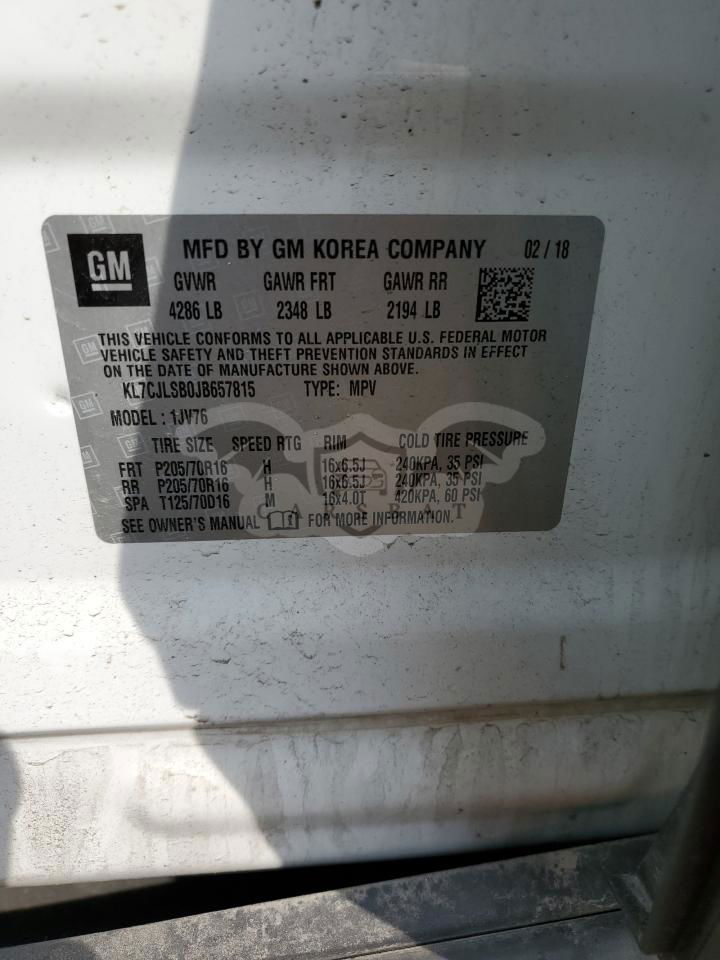 GM
MFD BY GM KOREA COMPANY 02 / 18
GVWR GAWR FRT GAWR RR
4286 LB 2348 LB 2194 LB
THIS VEHICLE CONFORMS TO ALL APPLICABLE U.S. FEDERAL MOTOR
VEHICLE SAFETY AND THEFT PREVENTION STANDARDS IN EFFECT
ON THE DATE OF MANUFACTURE SHOWN ABOVE.
KL7CJLSB0JB657815 TYPE: MPV
MODEL : 1JV76
TIRE SIZE SPEED RTG RIM COLD TIRE PRESSURE
FRT P205/70R16 H 16x6.5J 240KPA, 35 PSI
RR P205/70R16 H 16x6.5J 240KPA, 35 PSI
SPA T125/70D16 M 16x4.0T 420KPA, 60 PSI
CARSBAT
SEE OWNER'S MANUAL FOR MORE INFORMATION.